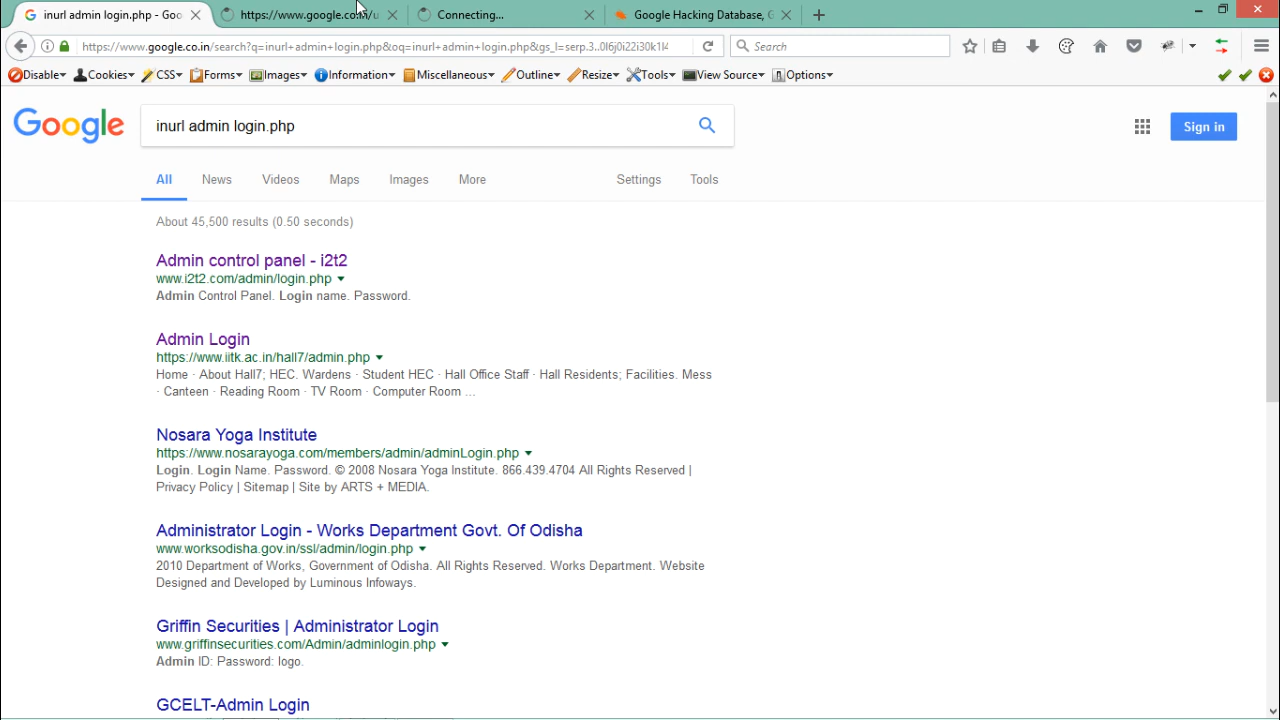 inurl admin login.php - Goo
https://www.google.co.in/u
Connecting...
Google Hacking Database, G
https://www.google.co.in/search?q=inurl+admin+login.php&oq=inurl+admin+login.php&gs_l=serp.3..0l6j0i22i30k1l4
Search
Disable Cookies CSS Forms Images Information Miscellaneous Outline Resize Tools View Source Options
Google
inurl admin login.php
Sign in
All News Videos Maps Images More Settings Tools
About 45,500 results (0.50 seconds)
Admin control panel - i2t2
www.i2t2.com/admin/login.php
Admin Control Panel. Login name. Password.
Admin Login
https://www.iitk.ac.in/hall7/admin.php
Home · About Hall7; HEC. Wardens · Student HEC · Hall Office Staff · Hall Residents; Facilities. Mess
· Canteen · Reading Room · TV Room · Computer Room ...
Nosara Yoga Institute
https://www.nosarayoga.com/members/admin/adminLogin.php
Login. Login Name. Password. © 2008 Nosara Yoga Institute. 866.439.4704 All Rights Reserved |
Privacy Policy | Sitemap | Site by ARTS + MEDIA.
Administrator Login - Works Department Govt. Of Odisha
www.worksodisha.gov.in/ssl/admin/login.php
2010 Department of Works, Government of Odisha. All Rights Reserved. Works Department. Website
Designed and Developed by Luminous Infoways.
Griffin Securities | Administrator Login
www.griffinsecurities.com/Admin/adminlogin.php
Admin ID: Password: logo.
GCELT-Admin Login